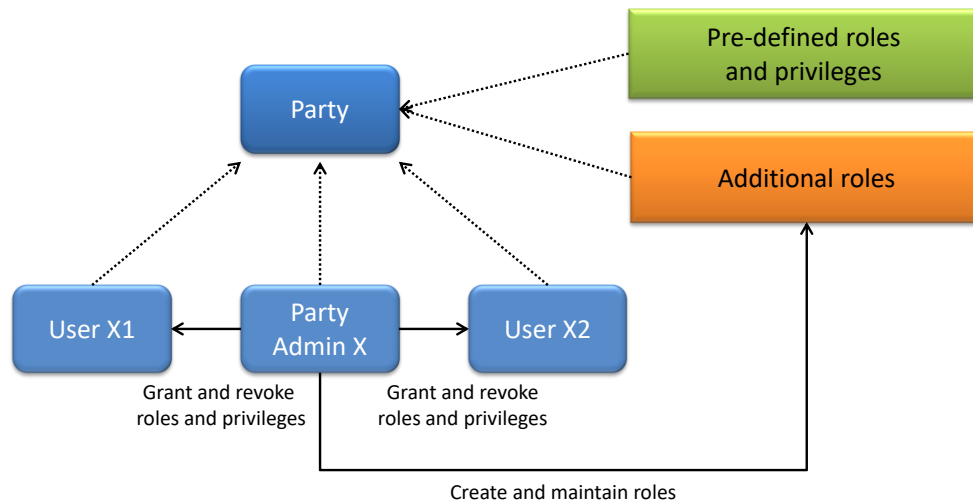 Pre-defined roles
and privileges
Party
Additional roles
User X1
Party
Admin X
User X2
Grant and revoke
roles and privileges
Grant and revoke
roles and privileges
Create and maintain roles